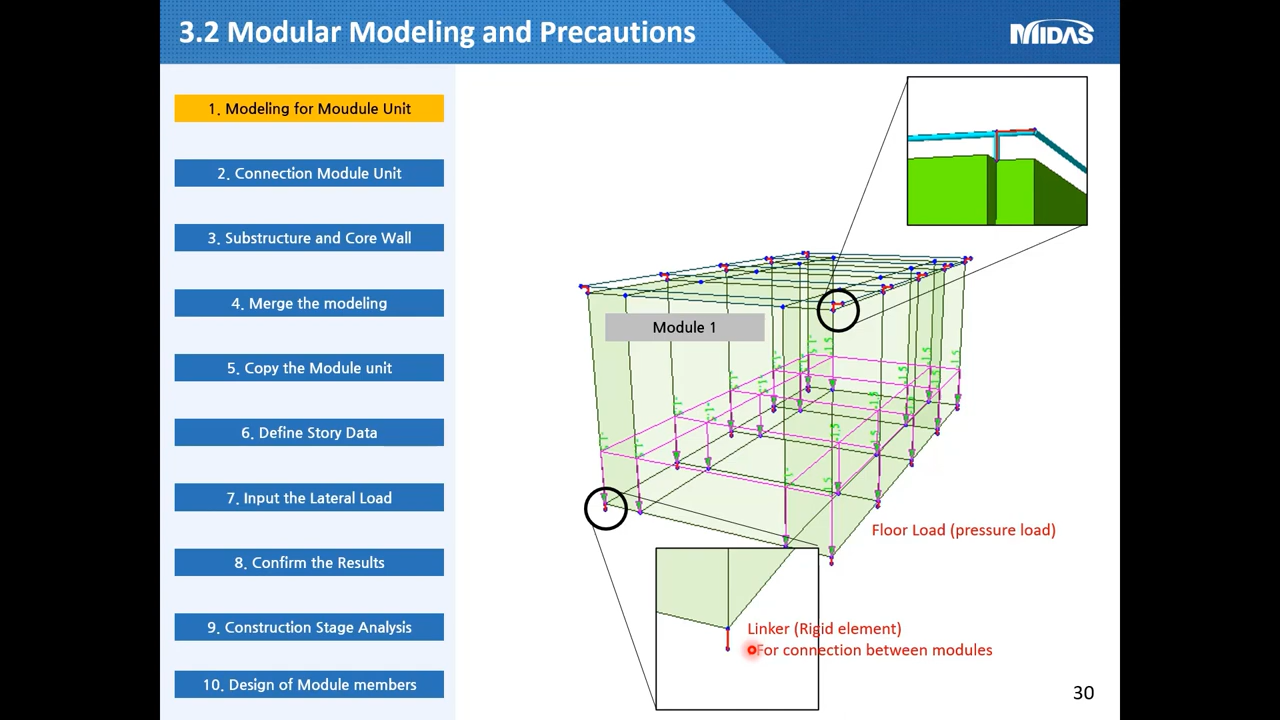 3.2 Modular Modeling and Precautions
MIDAS
1. Modeling for Moudule Unit
2. Connection Module Unit
3. Substructure and Core Wall
4. Merge the modeling
5. Copy the Module unit
6. Define Story Data
7. Input the Lateral Load
8. Confirm the Results
9. Construction Stage Analysis
10. Design of Module members
Module 1
Floor Load (pressure load)
Linker (Rigid element)
For connection between modules
30